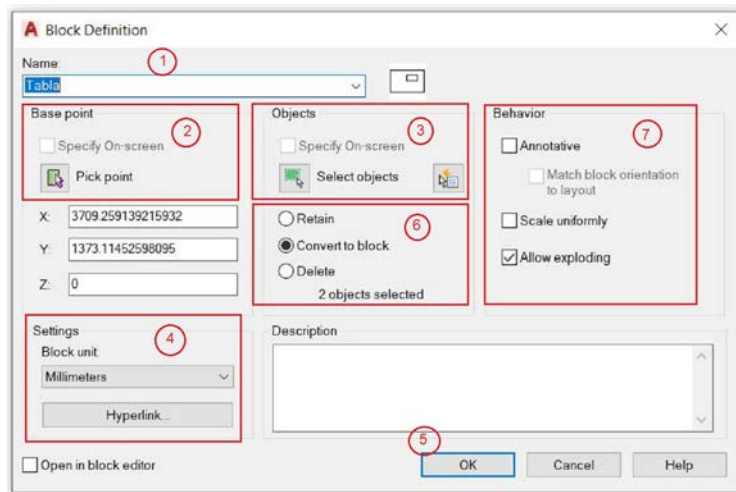 Block Definition
Name:
1
Tabla
Base point
2
Specify On-screen
Pick point
X: 3709.259139215932
Y: 1373.11452598095
Z: 0
Objects
3
Specify On-screen
Select objects
Retain
6
Convert to block
Delete
2 objects selected
Behavior
7
Annotative
Match block orientation
to layout
Scale uniformly
Allow exploding
Settings
4
Block unit:
Millimeters
Hyperlink...
Description
Open in block editor
5
OK
Cancel
Help